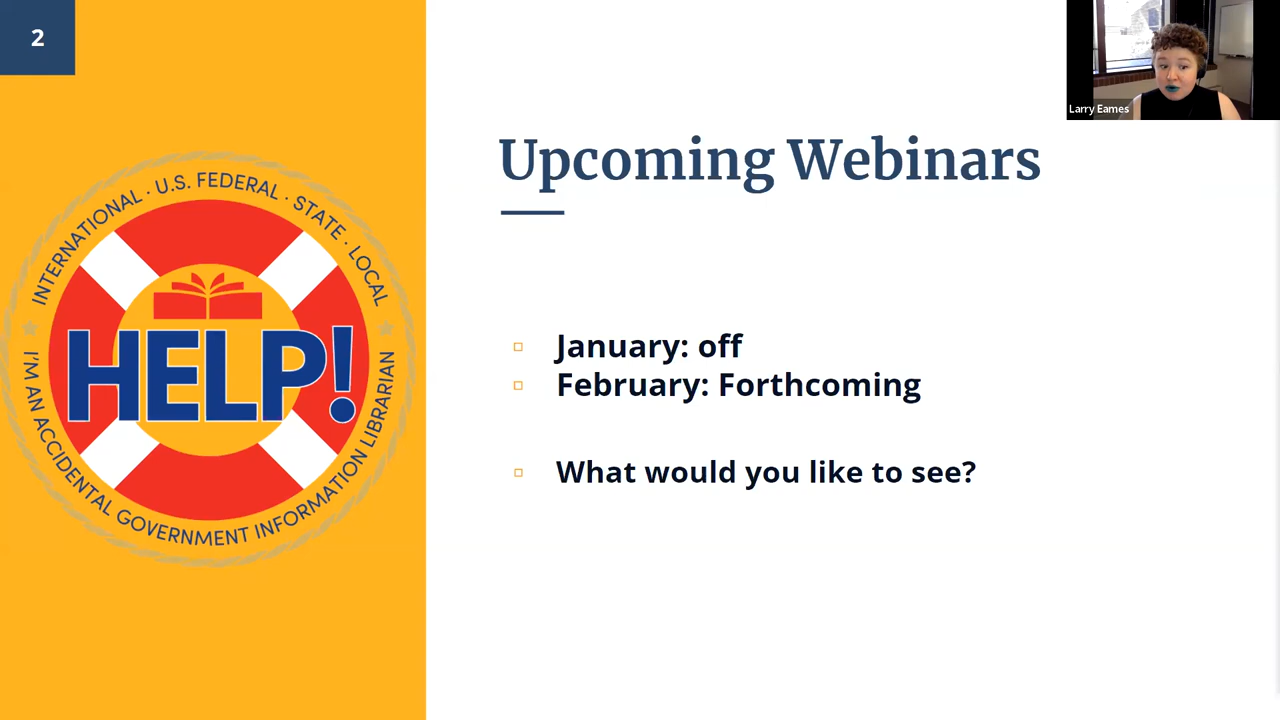 2
Larry Eames
INTERNATIONAL · U.S. FEDERAL · STATE · LOCAL
HELP!
I'M AN ACCIDENTAL GOVERNMENT INFORMATION LIBRARIAN
Upcoming Webinars
January: off
February: Forthcoming
What would you like to see?